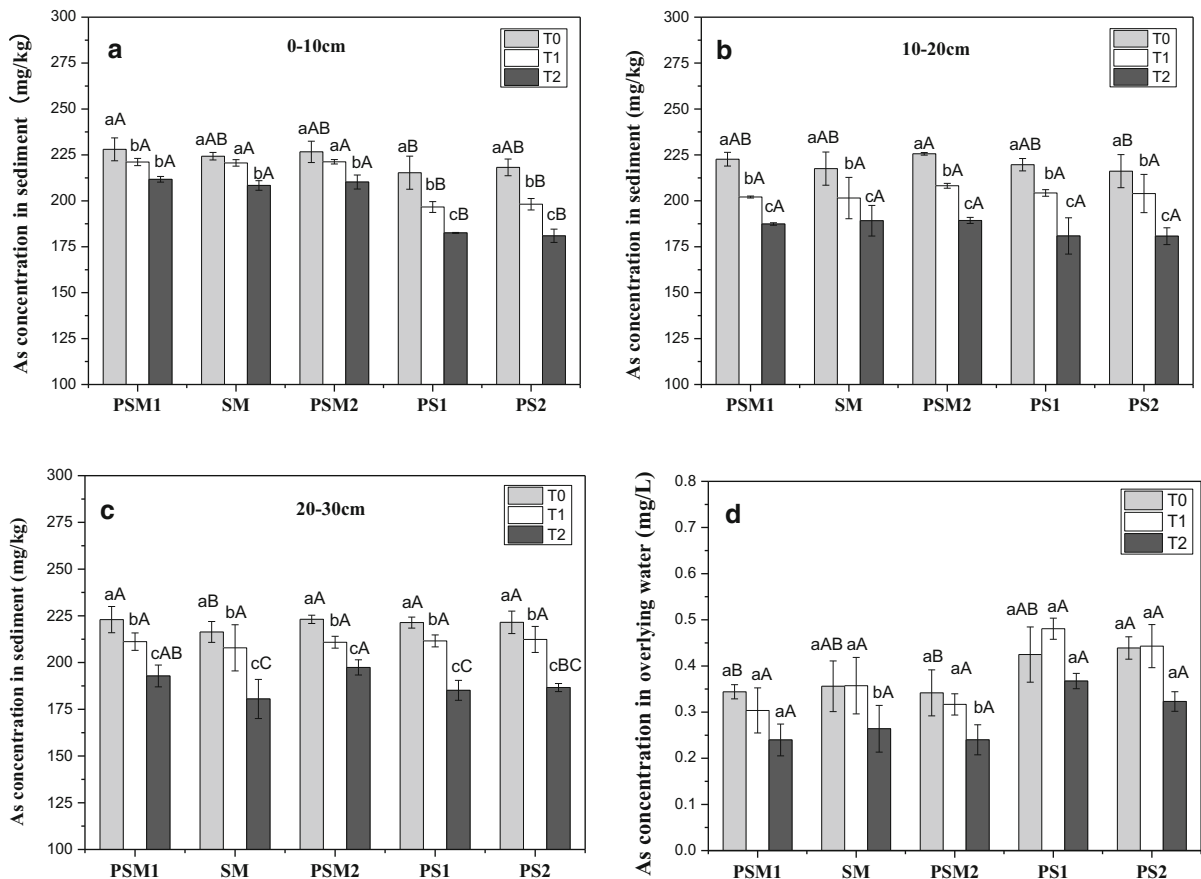 a
0-10cm
T0
T1
T2
As concentration in sediment (mg/kg)
300
275
250
225
200
175
150
125
100
aA bA bA
aAB aA bA
aAB aA bA
aA bB cB
aAB bB cB
PSM1 SM PSM2 PS1 PS2
b
10-20cm
T0
T1
T2
As concentration in sediment (mg/kg)
300
275
250
225
200
175
150
125
100
aAB bA cA
aAB bA cA
aA bA cA
aAB bA cA
aB bA cA
PSM1 SM PSM2 PS1 PS2
c
20-30cm
T0
T1
T2
As concentration in sediment (mg/kg)
300
275
250
225
200
175
150
125
100
aA bA cAB
aB bA cC
aA bA cA
aA bA cC
aA bA cBC
PSM1 SM PSM2 PS1 PS2
d
T0
T1
T2
As concentration in overlying water (mg/L)
0.8
0.7
0.6
0.5
0.4
0.3
0.2
0.1
0.0
aB aA aA
aAB aA bA
aB aA bA
aAB aA aA
aA aA aA
PSM1 SM PSM2 PS1 PS2